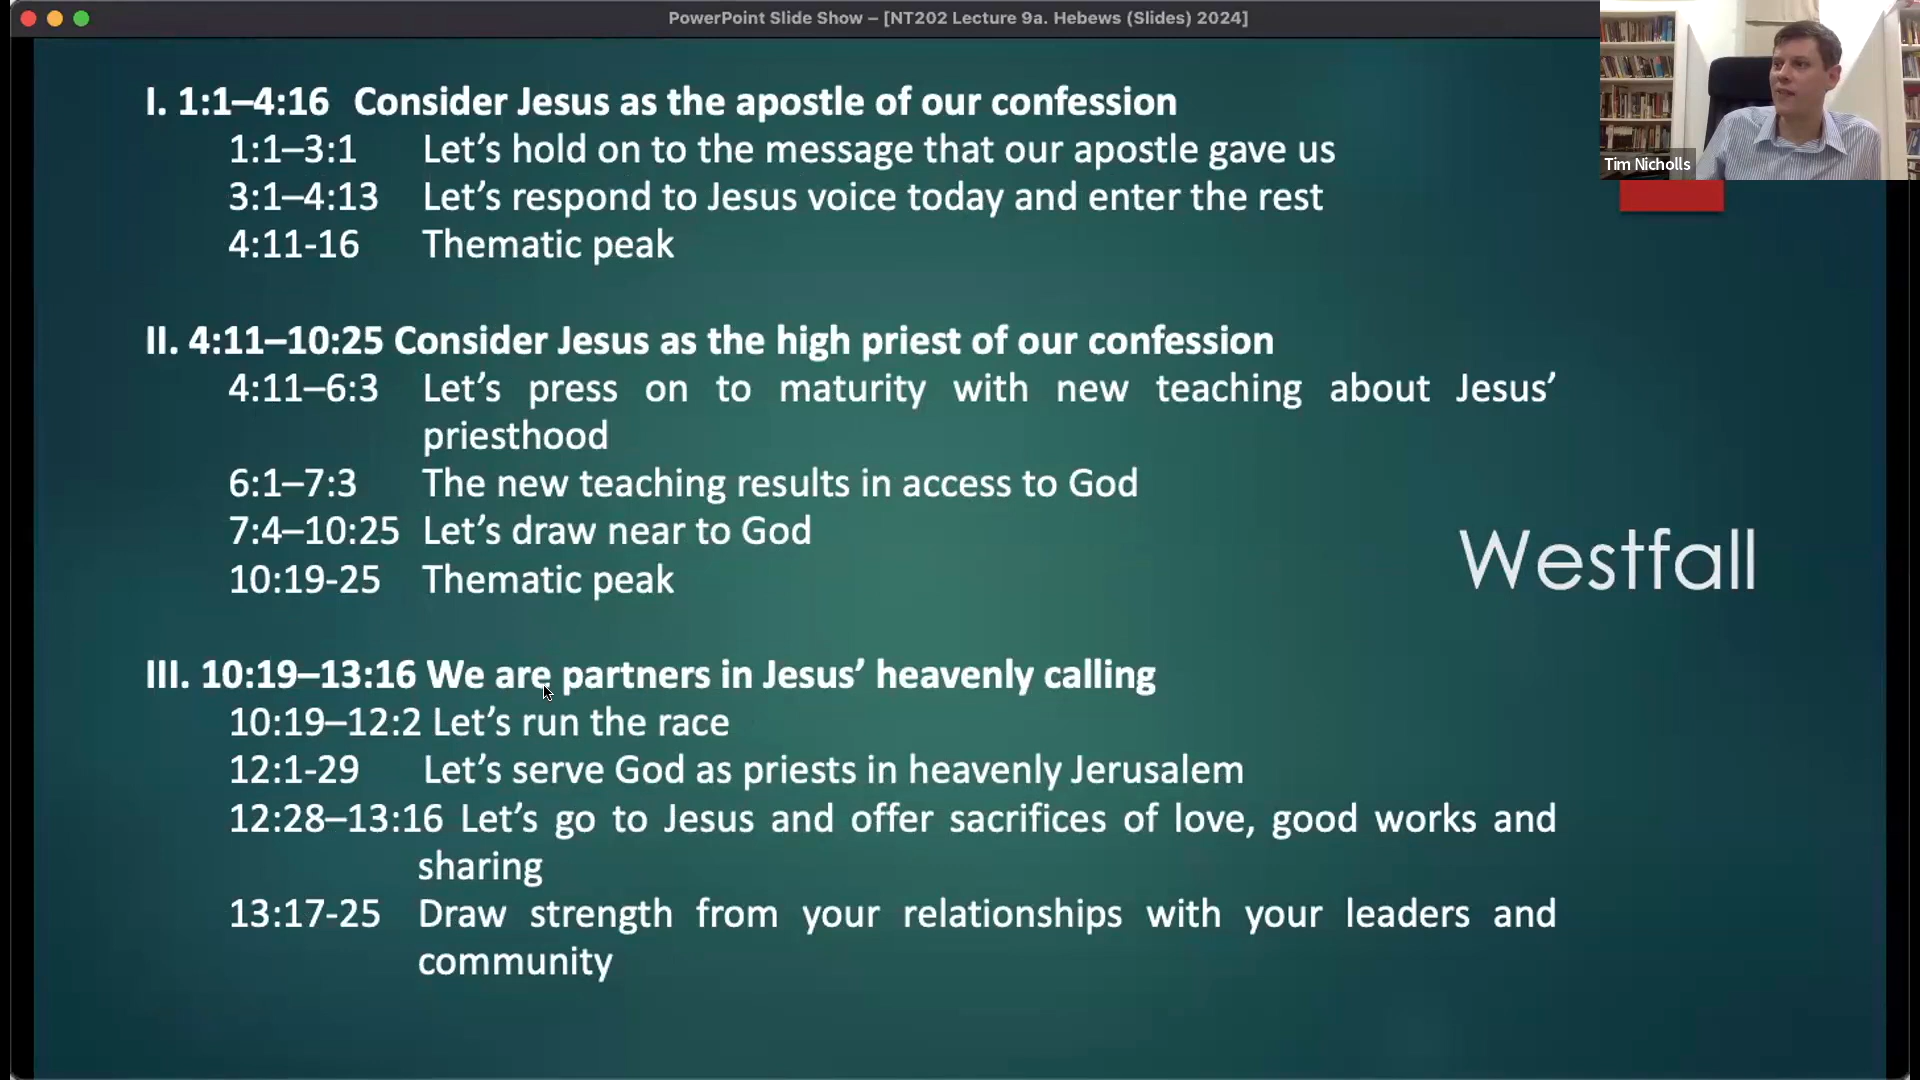 PowerPoint Slide Show – [NT202 Lecture 9a. Hebews (Slides) 2024]
Tim Nicholls
I. 1:1–4:16 Consider Jesus as the apostle of our confession
1:1–3:1 Let’s hold on to the message that our apostle gave us
3:1–4:13 Let’s respond to Jesus voice today and enter the rest
4:11-16 Thematic peak
II. 4:11–10:25 Consider Jesus as the high priest of our confession
4:11–6:3 Let’s press on to maturity with new teaching about Jesus’
priesthood
6:1–7:3 The new teaching results in access to God
7:4–10:25 Let’s draw near to God
10:19-25 Thematic peak
Westfall
III. 10:19–13:16 We are partners in Jesus’ heavenly calling
10:19–12:2 Let’s run the race
12:1-29 Let’s serve God as priests in heavenly Jerusalem
12:28–13:16 Let’s go to Jesus and offer sacrifices of love, good works and
sharing
13:17-25 Draw strength from your relationships with your leaders and
community